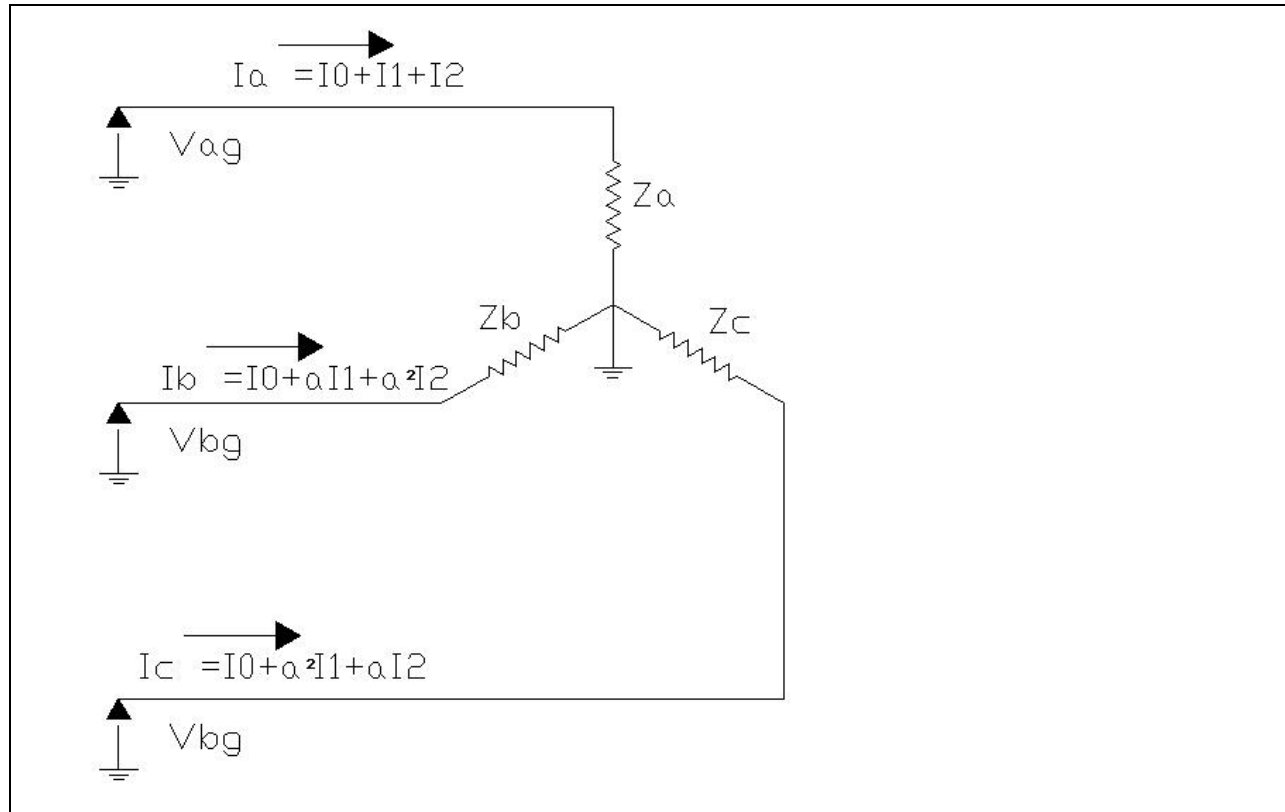 Ia =I0+I1+I2
Vag
Za
Zb
Zc
Ib =I0+aI1+a²I2
Vbg
Ic =I0+a²I1+aI2
Vbg